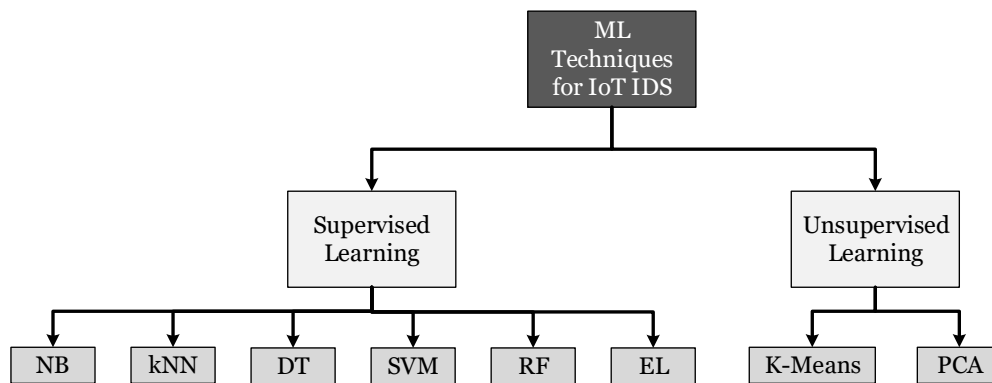 ML
Techniques
for IoT IDS
Supervised
Learning
Unsupervised
Learning
NB
kNN
DT
SVM
RF
EL
K-Means
PCA